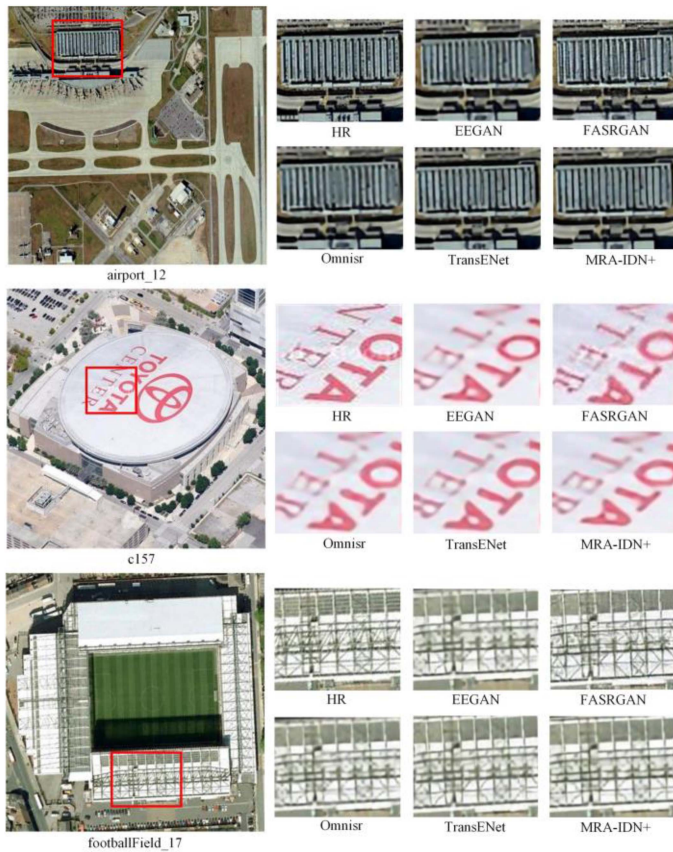 HR EEGAN FASRGAN
Omnisr TransENet MRA-IDN+
airport_12
TOYOTA
CENTER
HR EEGAN FASRGAN
Omnisr TransENet MRA-IDN+
c157
HR EEGAN FASRGAN
Omnisr TransENet MRA-IDN+
footballField_17